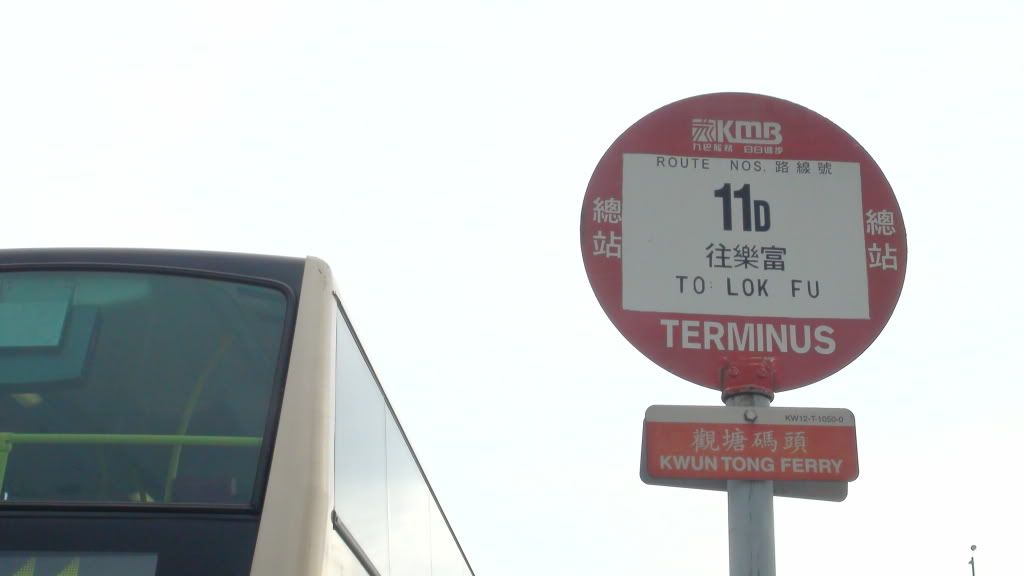 KMB
九巴服務 日日進步
ROUTE NOS. 路線號
11D
總站
總站
往樂富
TO: LOK FU
TERMINUS
KW12-T-1050-0
觀塘碼頭
KWUN TONG FERRY